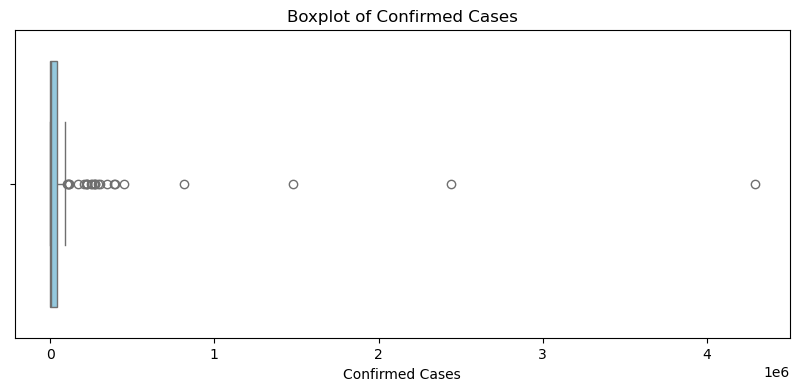 Boxplot of Confirmed Cases
0 1 2 3 4
1e6
Confirmed Cases